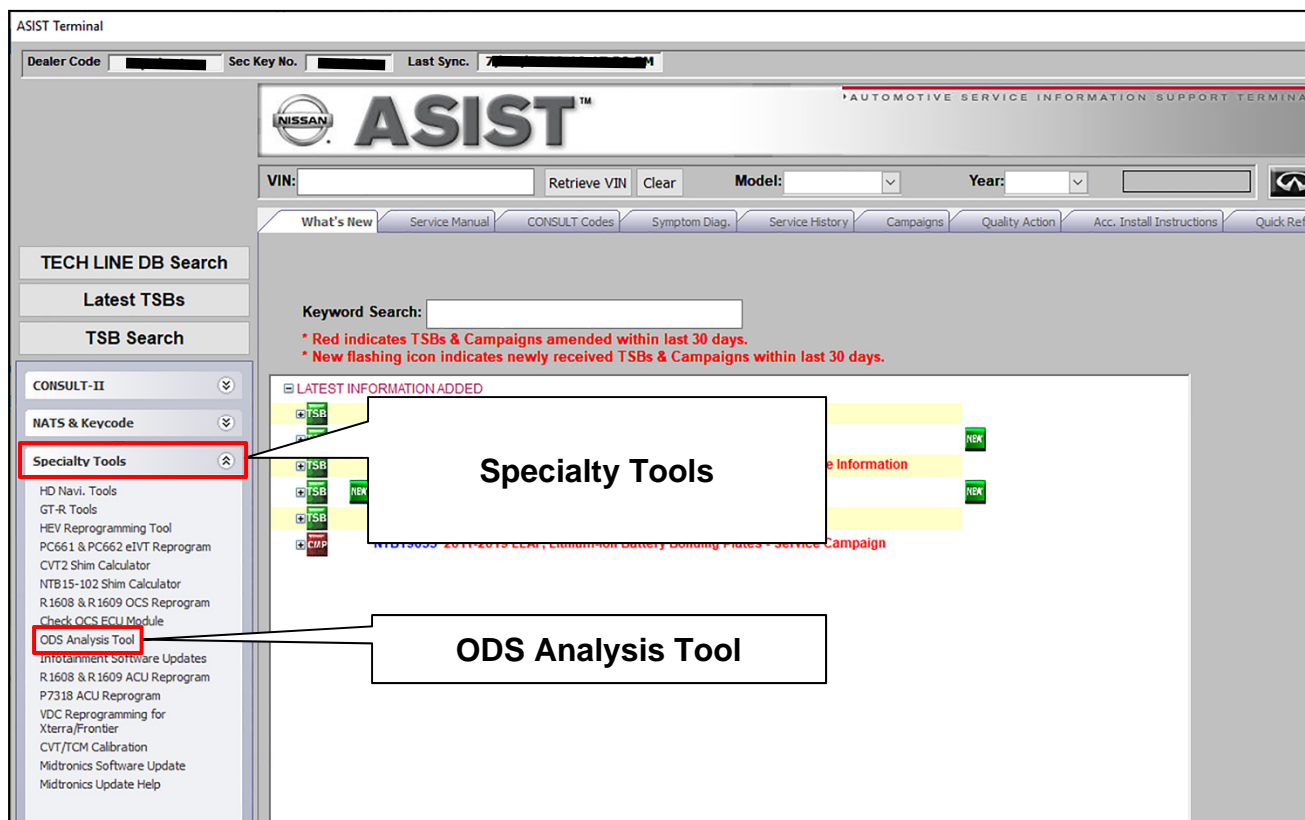 ASIST Terminal
Dealer Code Sec Key No. Last Sync. 7 M
NISSAN ASIST™
AUTOMOTIVE SERVICE INFORMATION SUPPORT
VIN: Retrieve VIN Clear Model: Year:
What's New Service Manual CONSULT Codes Symptom Diag. Service History Campaigns Quality Action Acc. Install Instructions Quick Ref
TECH LINE DB Search
Latest TSBs
TSB Search
CONSULT-II
NATS & Keycode
Specialty Tools
HD Navi. Tools
GT-R Tools
HEV Reprogramming Tool
PC661 & PC662 eIVT Reprogram
CVT2 Shim Calculator
NTB15-102 Shim Calculator
R1608 & R1609 OCS Reprogram
Check OCS ECU Module
ODS Analysis Tool
Infotainment Software Updates
R1608 & R1609 ACU Reprogram
P7318 ACU Reprogram
VDC Reprogramming for
Xterra/Frontier
CVT/TCM Calibration
Midtronics Software Update
Midtronics Update Help
Keyword Search:
* Red indicates TSBs & Campaigns amended within last 30 days.
* New flashing icon indicates newly received TSBs & Campaigns within last 30 days.
LATEST INFORMATION ADDED
TSB
NEW
TSB Information
TSB NEW NEW
TSB
CMP Service Campaign
Specialty Tools
ODS Analysis Tool